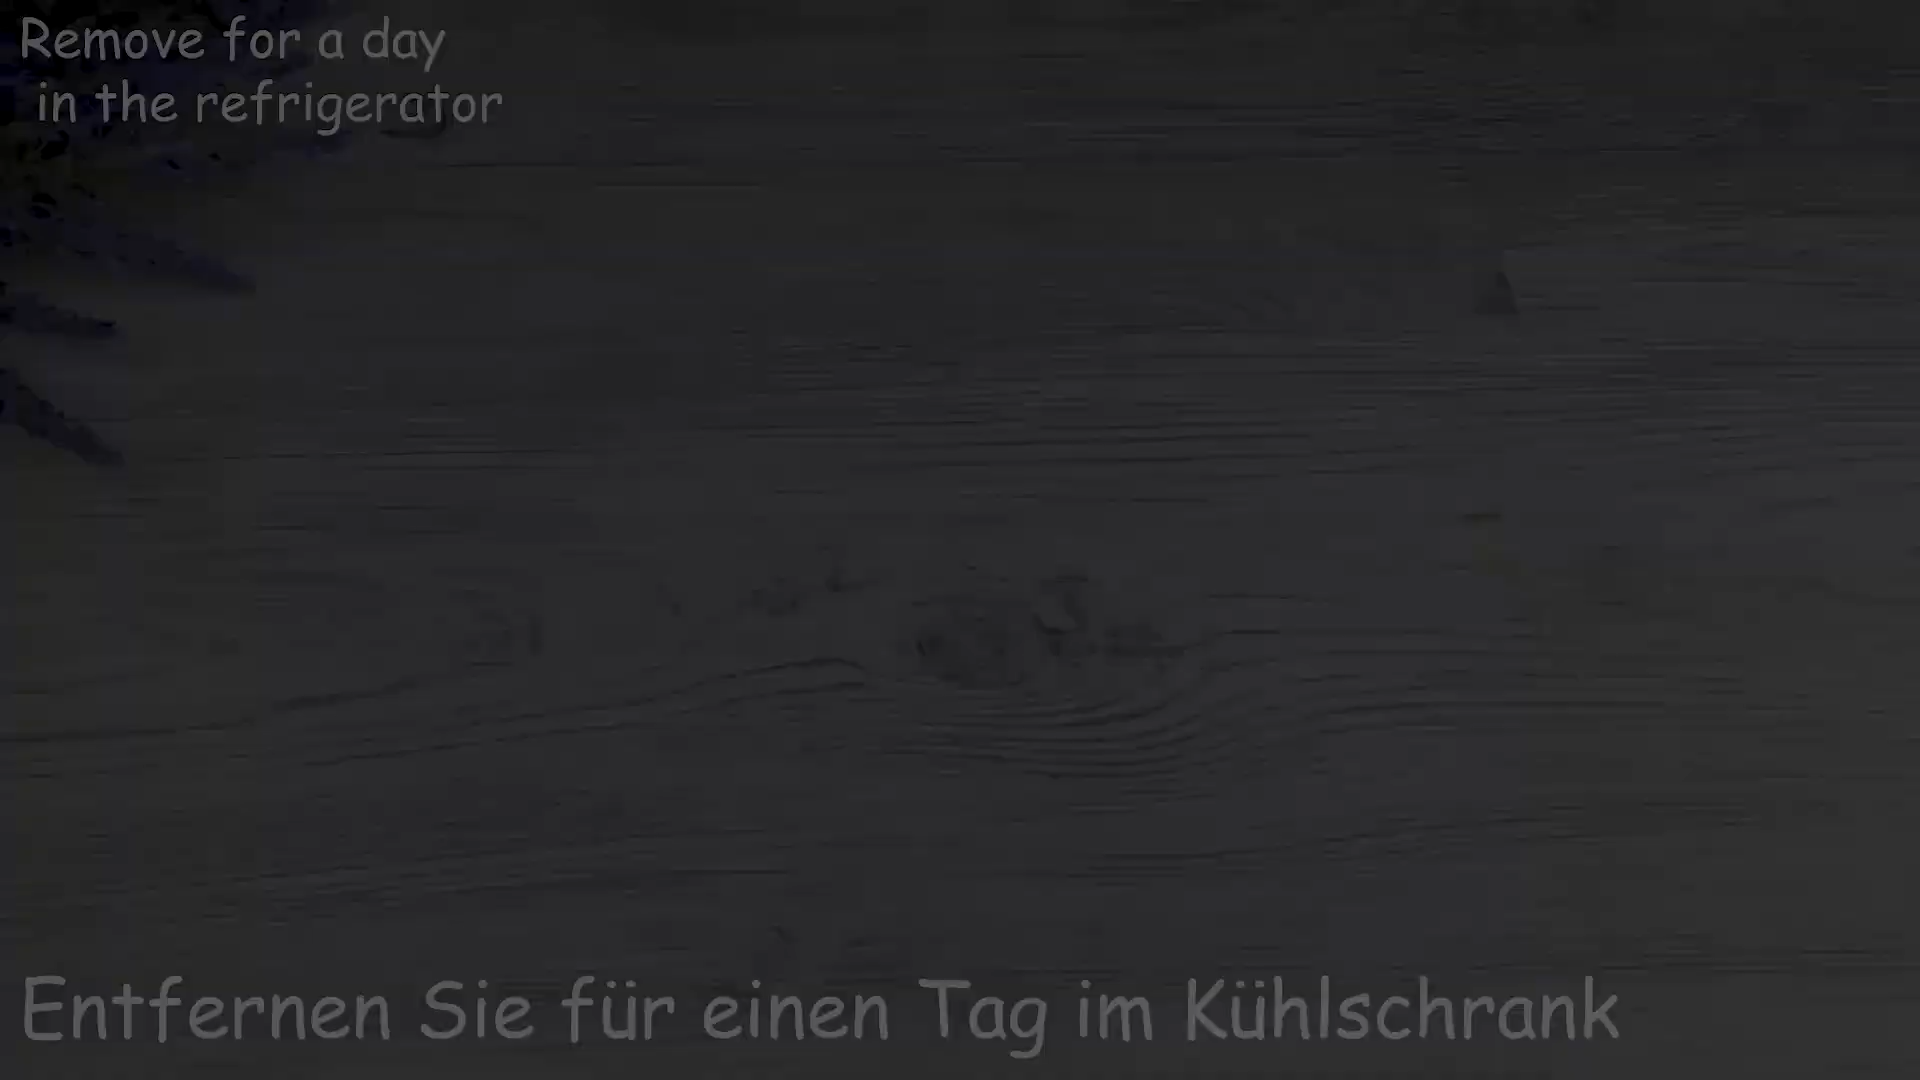 Remove for a day
in the refrigerator
Entfernen Sie für einen Tag im Kühlschrank